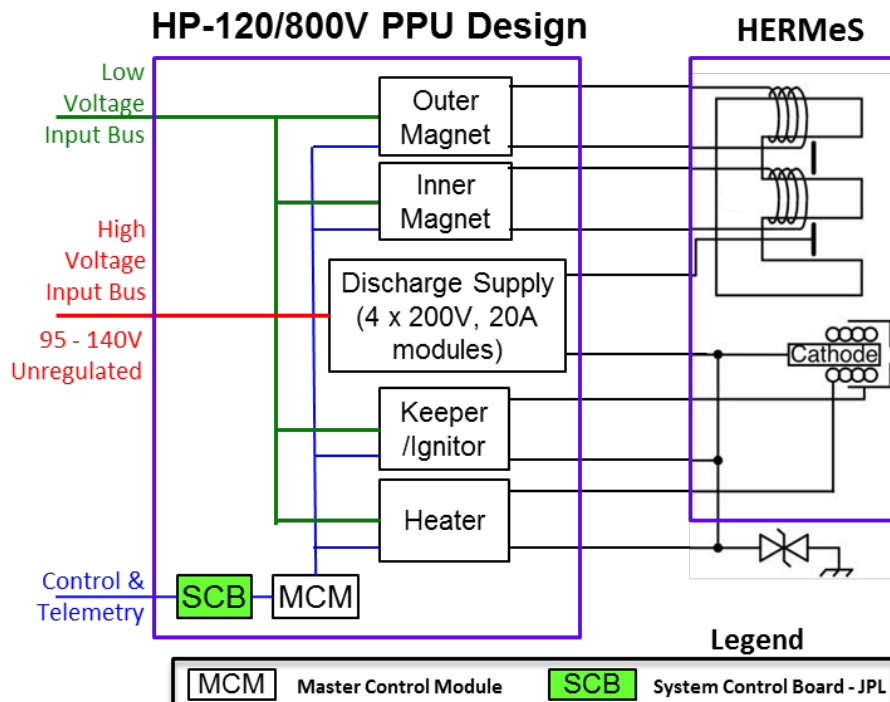 HP-120/800V PPU Design
HERMeS
Low
Voltage
Input Bus
High
Voltage
Input Bus
95 - 140V
Unregulated
Control &
Telemetry
Outer
Magnet
Inner
Magnet
Discharge Supply
(4 x 200V, 20A
modules)
Keeper
/Ignitor
Heater
SCB
MCM
Cathode
Legend
MCM Master Control Module SCB System Control Board - JPL